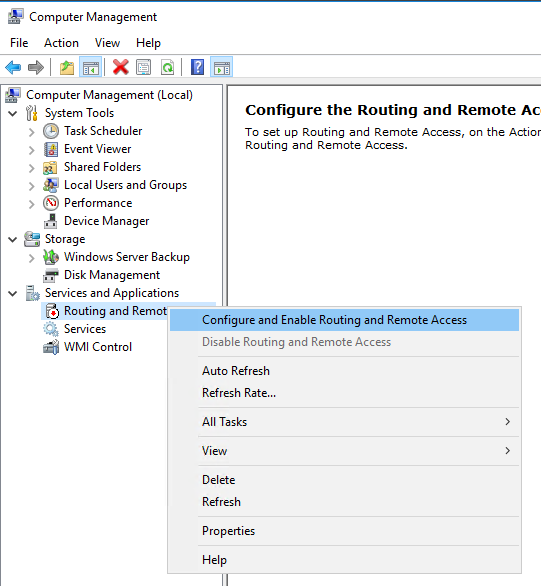 Computer Management
File Action View Help
Computer Management (Local)
System Tools
Task Scheduler
Event Viewer
Shared Folders
Local Users and Groups
Performance
Device Manager
Storage
Windows Server Backup
Disk Management
Services and Applications
Routing and Remot
Services
WMI Control
Configure the Routing and Remote Ac
To set up Routing and Remote Access, on the Action
Routing and Remote Access.
Configure and Enable Routing and Remote Access
Disable Routing and Remote Access
Auto Refresh
Refresh Rate...
All Tasks
View
Delete
Refresh
Properties
Help